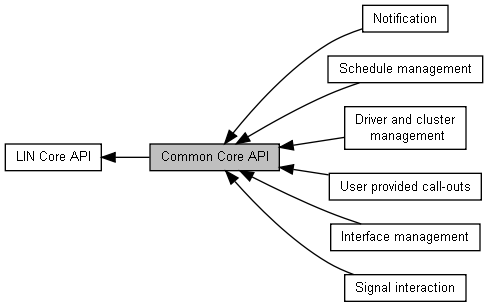 Notification
Schedule management
Driver and cluster
management
LIN Core API
Common Core API
User provided call-outs
Interface management
Signal interaction